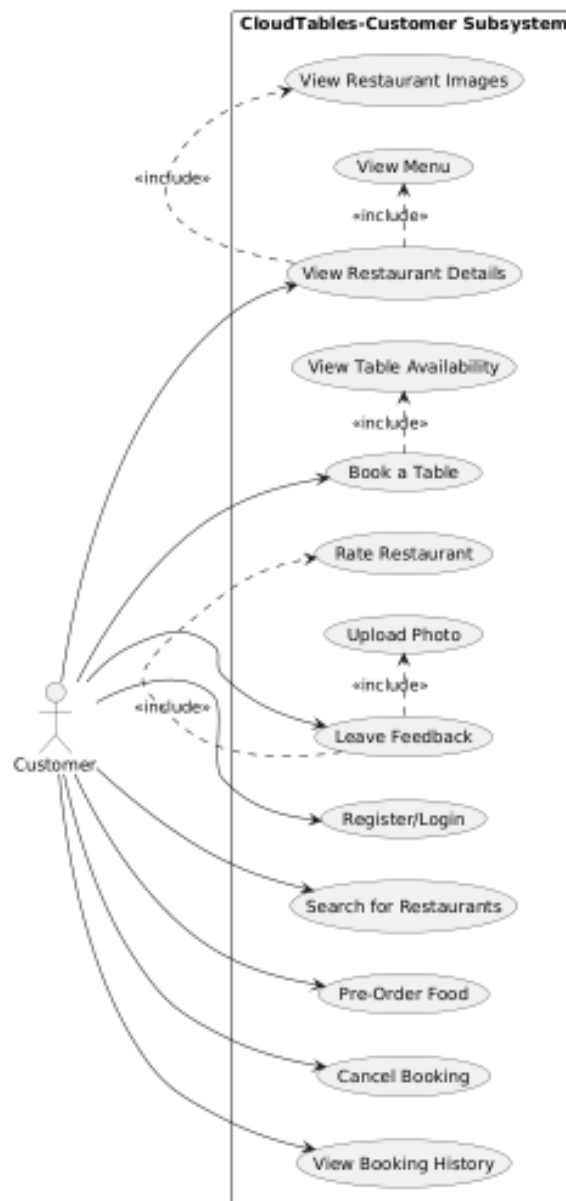 CloudTables-Customer Subsystem
View Restaurant Images
View Menu
«include»
«include»
View Restaurant Details
View Table Availability
«include»
Book a Table
Rate Restaurant
Upload Photo
«include»
«include»
Leave Feedback
Customer
Register/Login
Search for Restaurants
Pre-Order Food
Cancel Booking
View Booking History